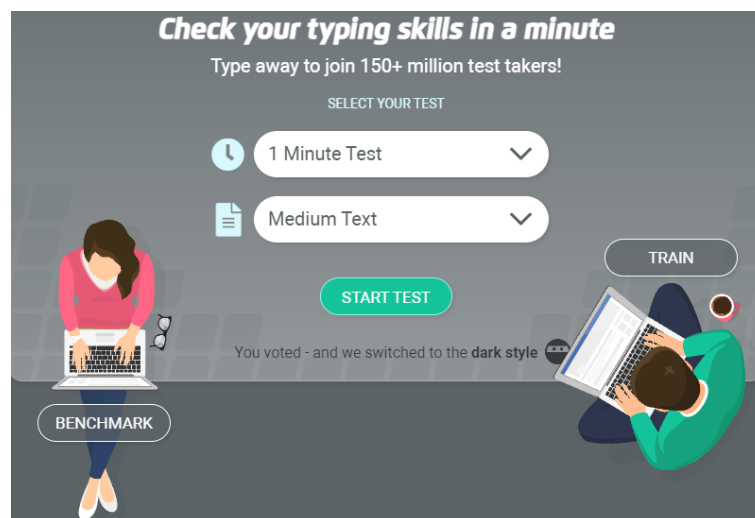 Check your typing skills in a minute
Type away to join 150+ million test takers!
SELECT YOUR TEST
1 Minute Test
Medium Text
TRAIN
START TEST
You voted - and we switched to the dark style
BENCHMARK